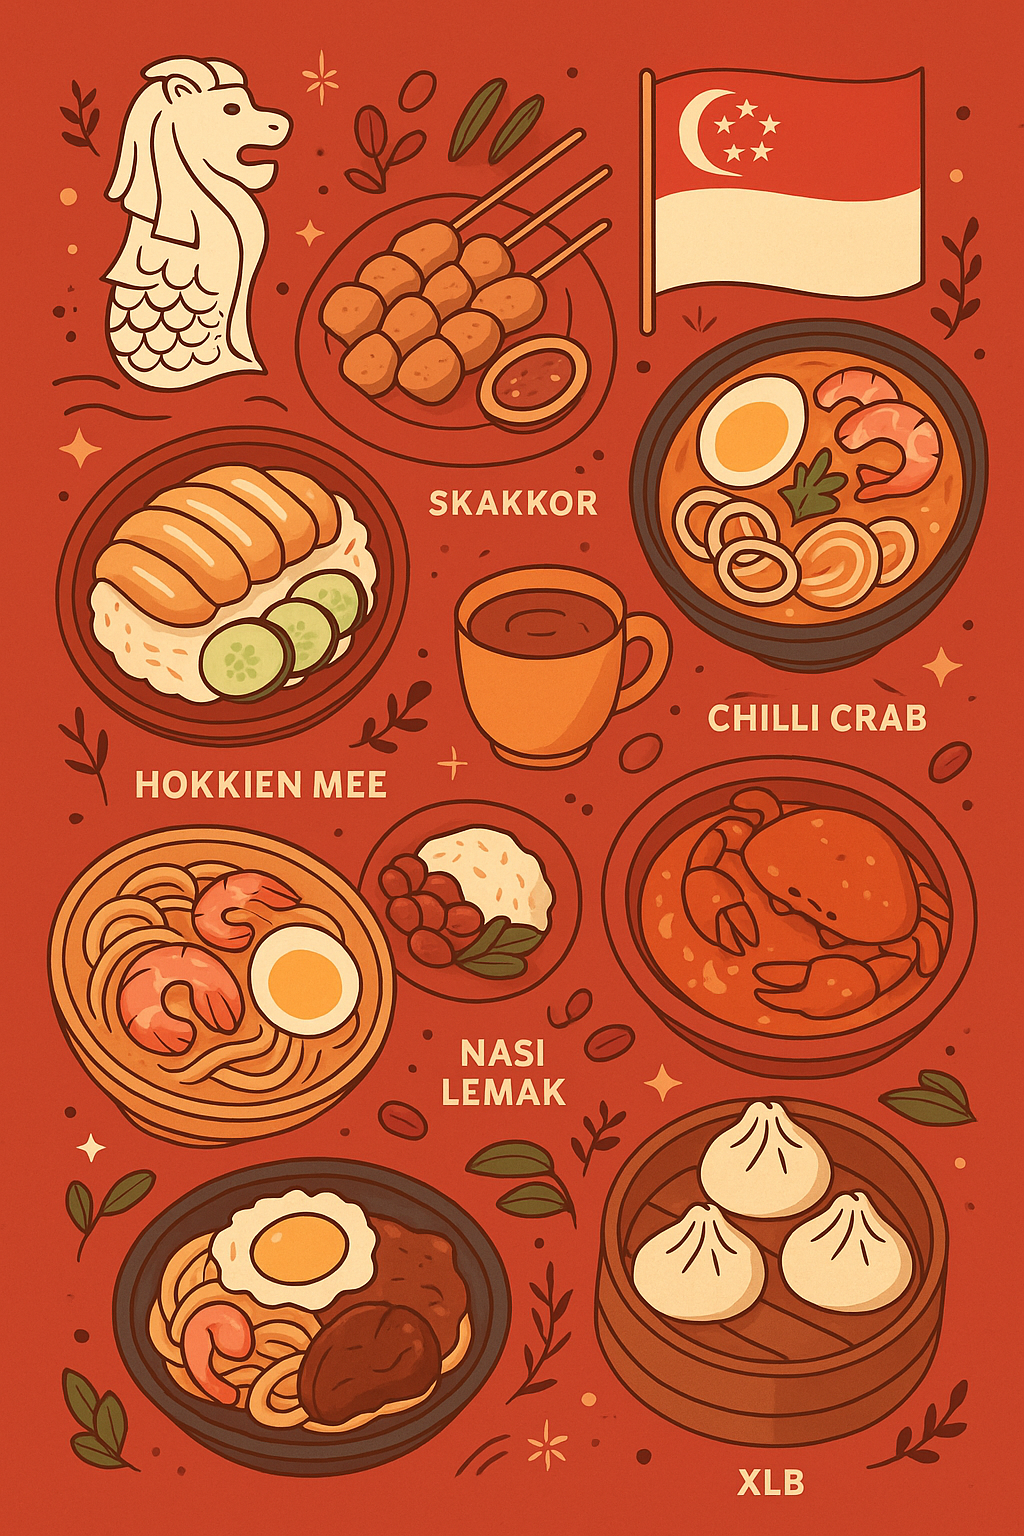 SKAKKOR
CHILLI CRAB
HOKKIEN MEE
NASI
LEMAK
XLB